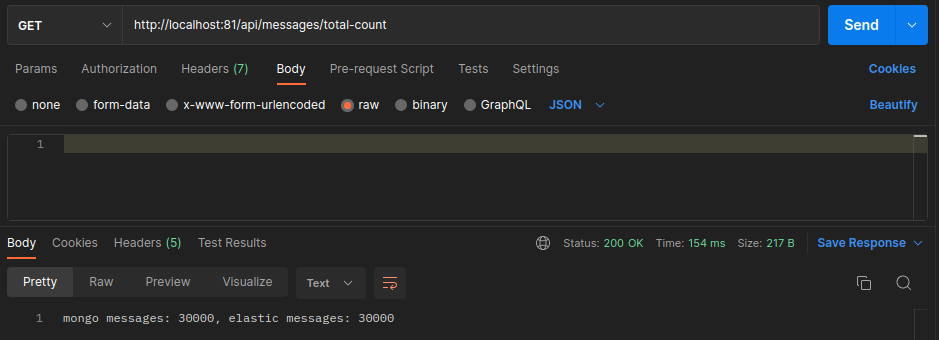 GET http://localhost:81/api/messages/total-count Send
Params Authorization Headers (7) Body Pre-request Script Tests Settings Cookies
none form-data x-www-form-urlencoded raw binary GraphQL JSON Beautify
1
Body Cookies Headers (5) Test Results Status: 200 OK Time: 154 ms Size: 217 B Save Response
Pretty Raw Preview Visualize Text
1 mongo messages: 30000, elastic messages: 30000